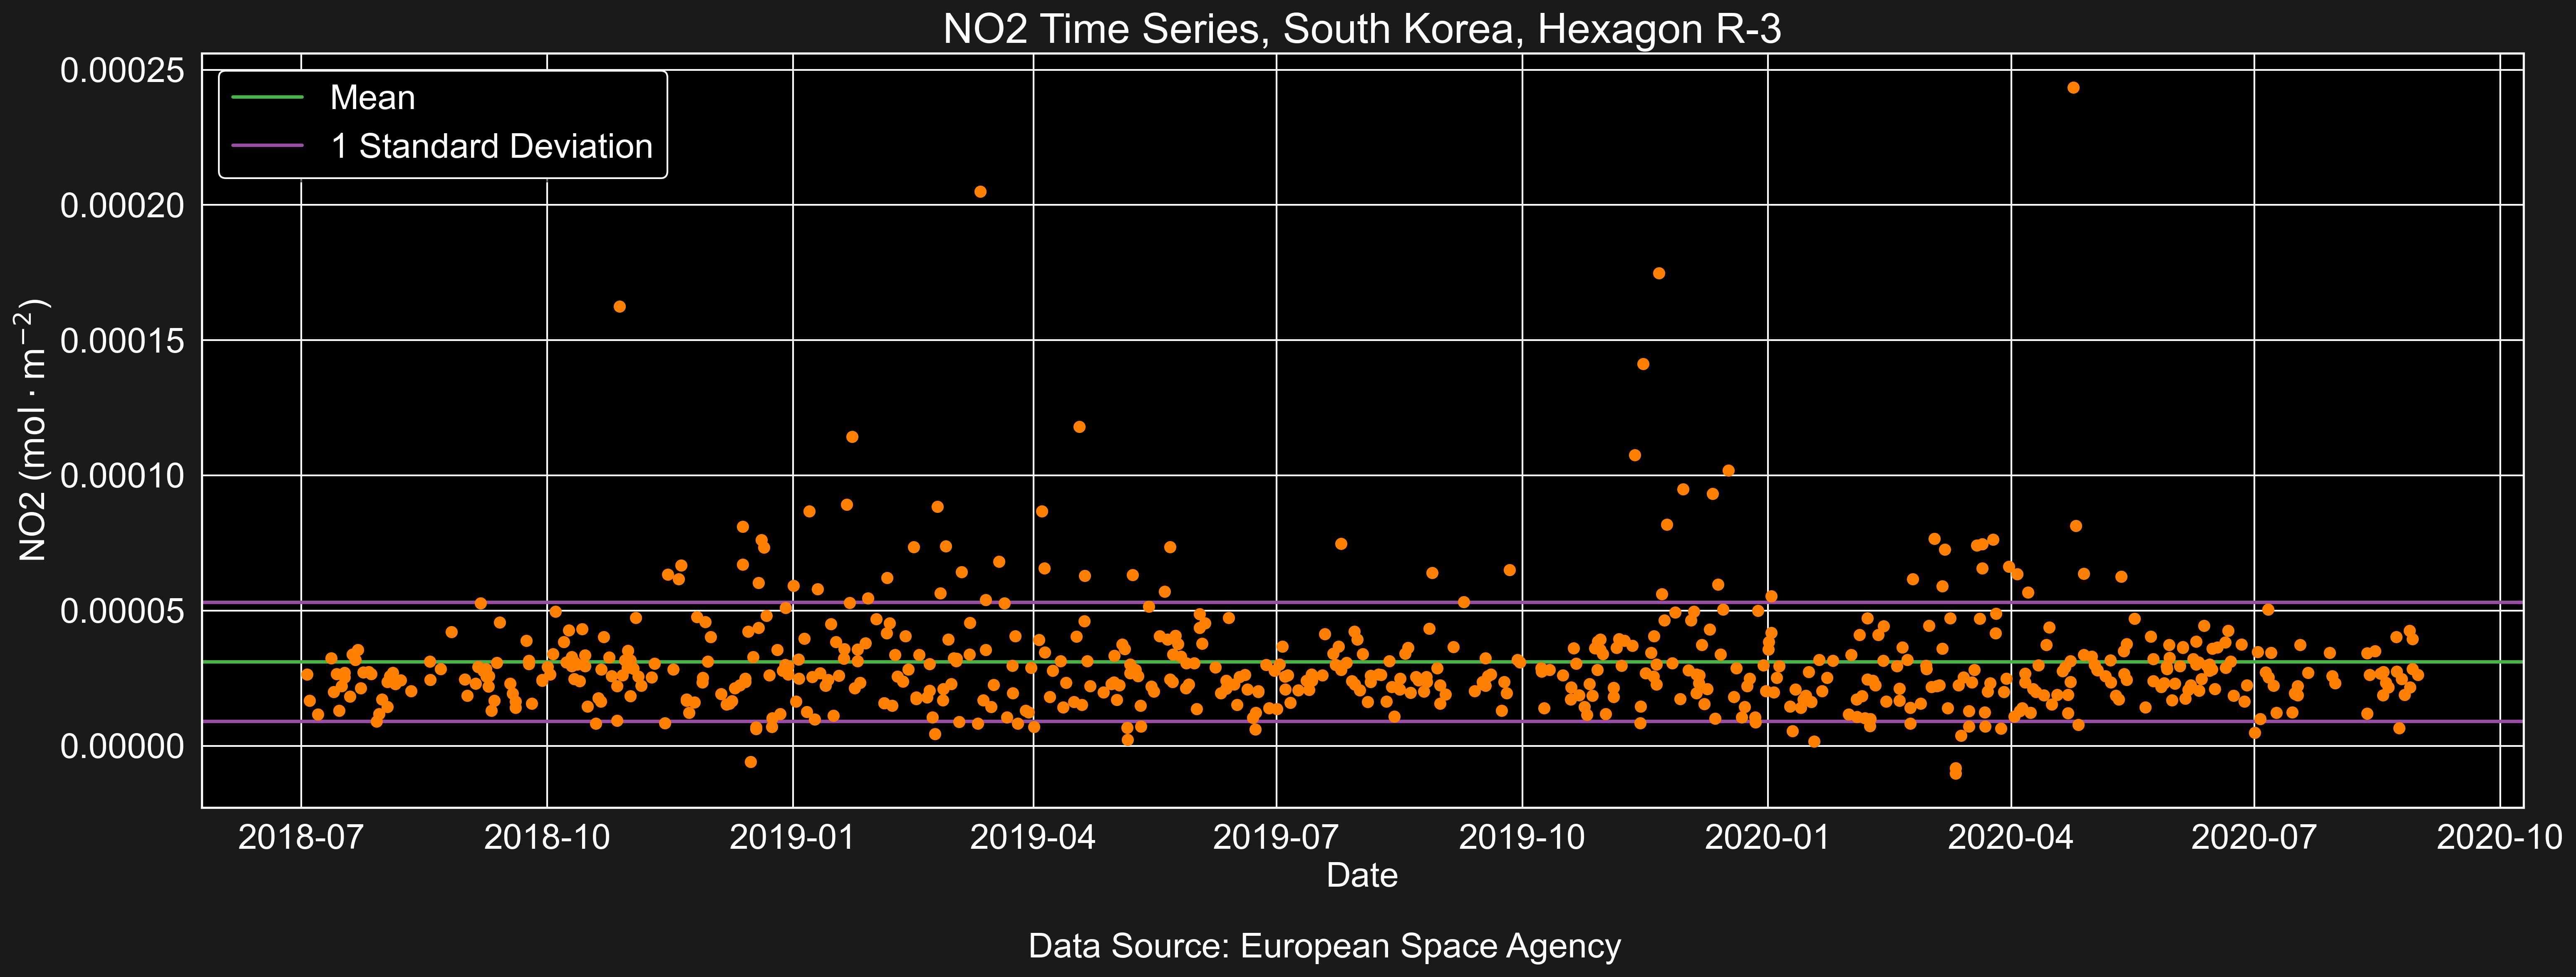 NO2 Time Series, South Korea, Hexagon R-3
0.00025
0.00020
0.00015
0.00010
0.00005
0.00000
NO2 (mol · m⁻²)
Mean
1 Standard Deviation
2018-07 2018-10 2019-01 2019-04 2019-07 2019-10 2020-01 2020-04 2020-07 2020-10
Date
Data Source: European Space Agency